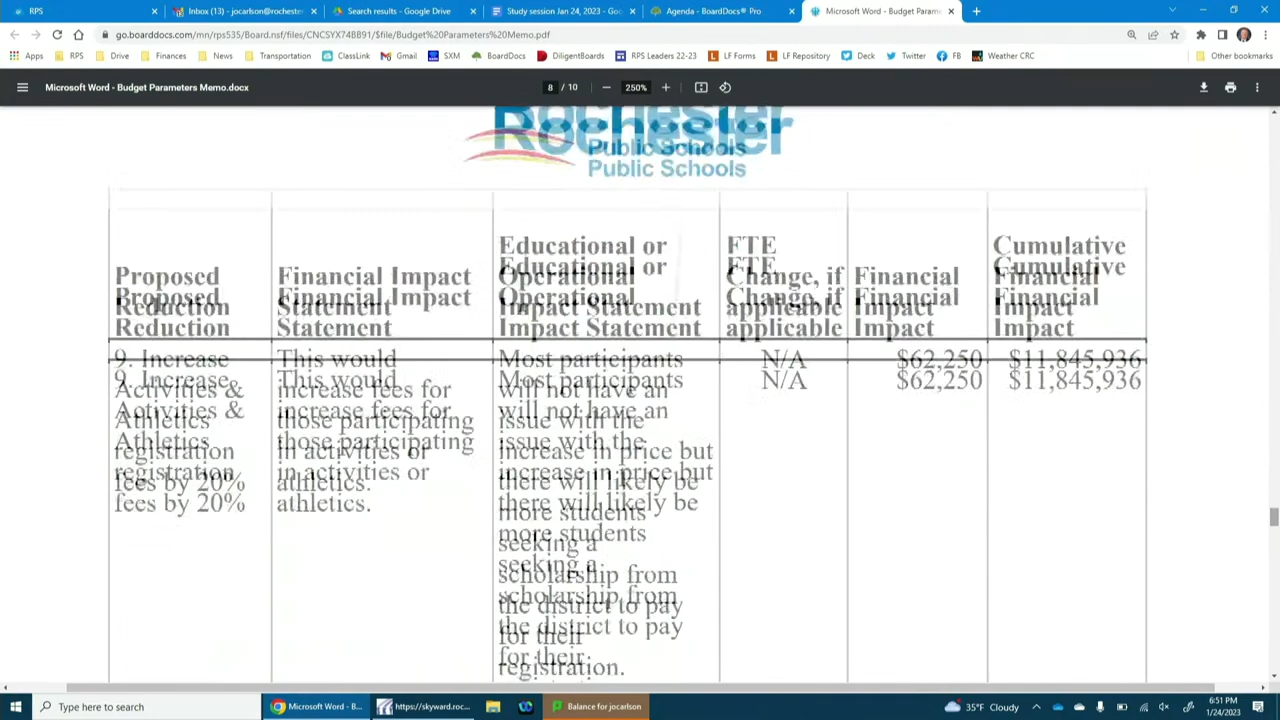 RPS
Inbox (13) - jocarlson@rochester
Search results - Google Drive
Study session Jan 24, 2023 - Goo
Agenda - BoardDocs® Pro
Microsoft Word - Budget Parame
go.boarddocs.com/mn/rps535/Board.nsf/files/CNCSYX74BB91/$file/Budget%20Parameters%20Memo.pdf
Apps RPS Drive Finances News Transportation ClassLink Gmail SXM BoardDocs DiligentBoards RPS Leaders 22-23 LF Forms LF Repository Deck Twitter FB Weather CRC Other bookmarks
Microsoft Word - Budget Parameters Memo.docx
8 / 10
250%
Rochester
Public Schools
Proposed
Reduction
Financial Impact
Statement
Educational or
Operational
Impact Statement
FTE
Change, if
applicable
Financial
Impact
Cumulative
Financial
Impact
9. Increase
Activities &
Athletics
registration
fees by 20%
This would
increase fees for
those participating
in activities or
athletics.
Most participants
will not have an
issue with the
increase in price but
there will likely be
more students
seeking a
scholarship from
the district to pay
for their
registration.
N/A
$62,250
$11,845,936
Type here to search
Microsoft Word - B...
https://skyward.roc...
Balance for jocarlson
35°F Cloudy
6:51 PM
1/24/2023